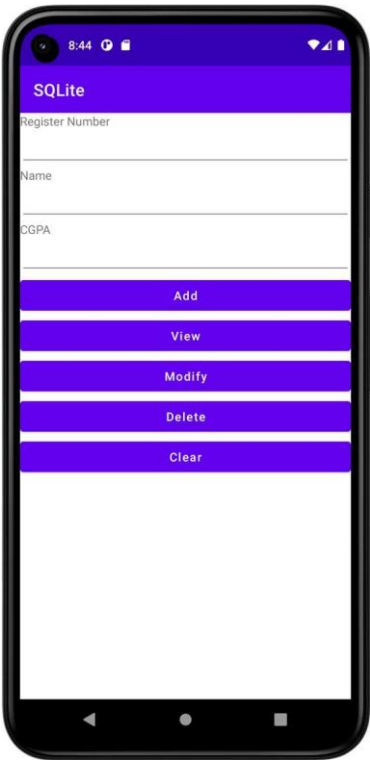 8:44
SQLite
Register Number
Name
CGPA
Add
View
Modify
Delete
Clear